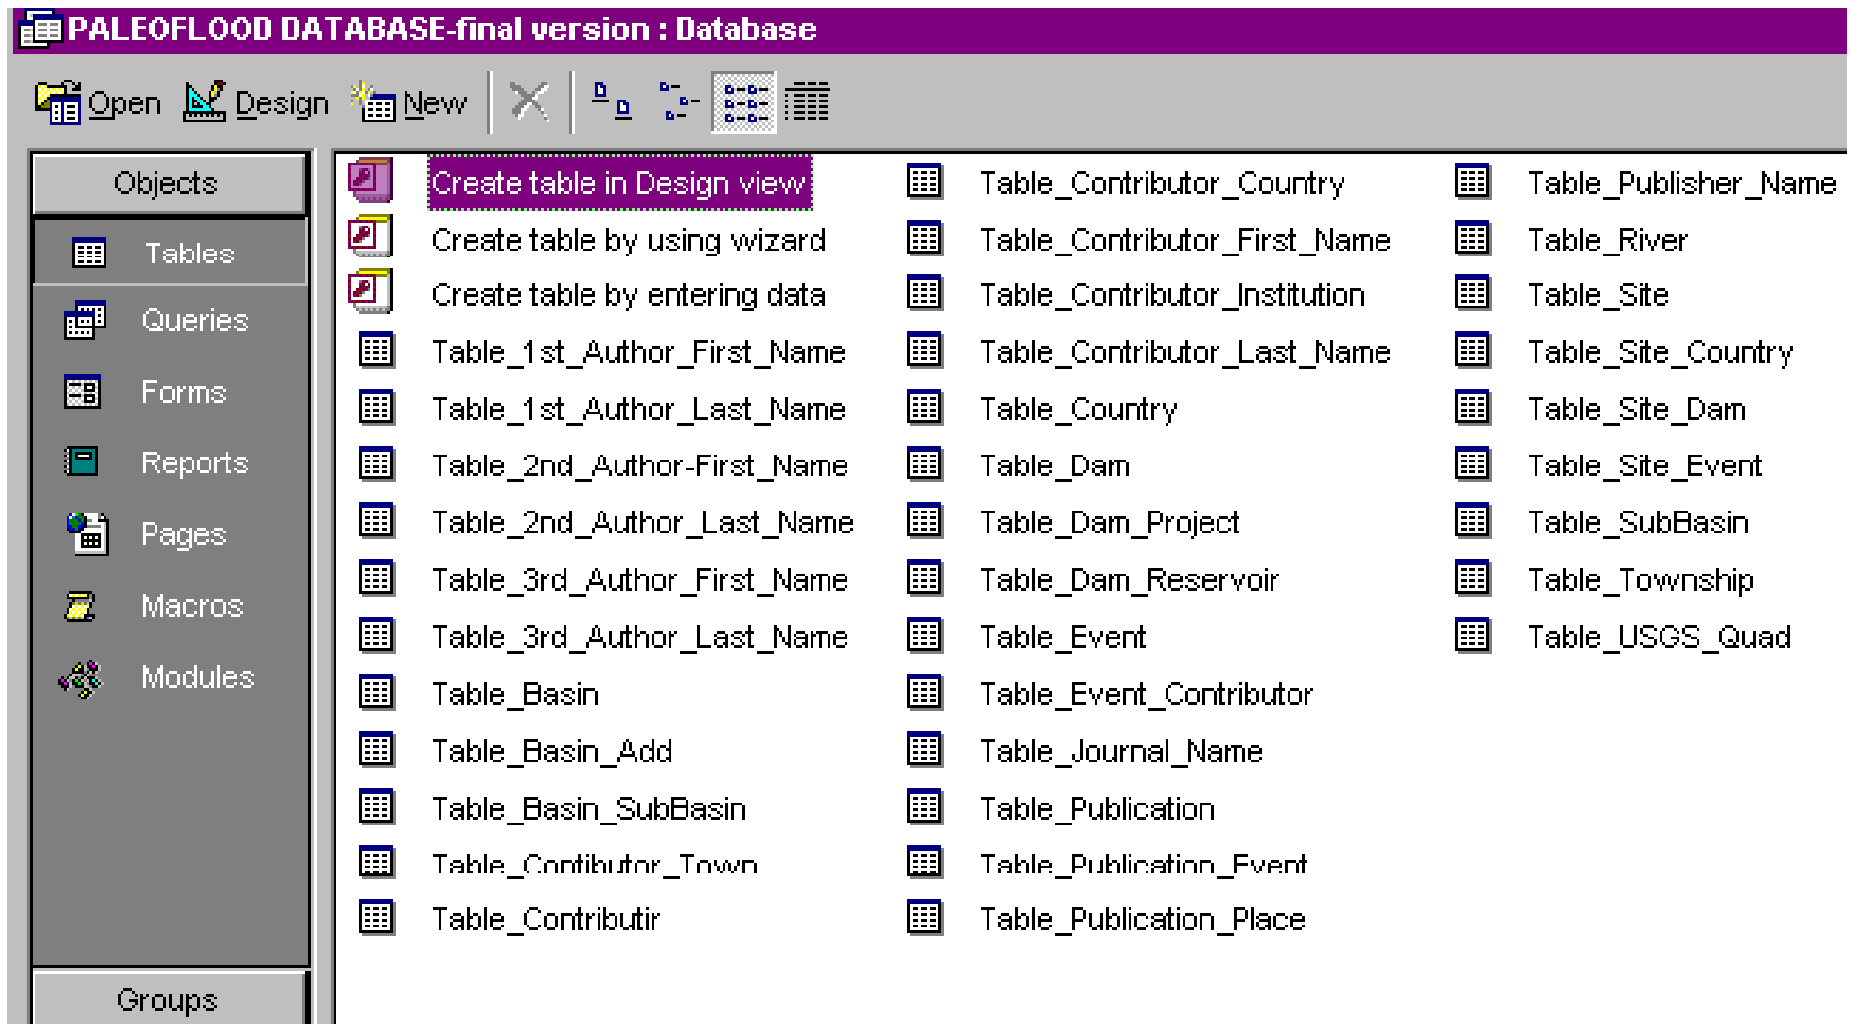 PALEOFLOOD DATABASE-final version : Database
Open Design New
Objects
Tables
Queries
Forms
Reports
Pages
Macros
Modules
Groups
Create table in Design view
Create table by using wizard
Create table by entering data
Table_1st_Author_First_Name
Table_1st_Author_Last_Name
Table_2nd_Author-First_Name
Table_2nd_Author_Last_Name
Table_3rd_Author_First_Name
Table_3rd_Author_Last_Name
Table_Basin
Table_Basin_Add
Table_Basin_SubBasin
Table_Contibutor_Town
Table_Contributir
Table_Contributor_Country
Table_Contributor_First_Name
Table_Contributor_Institution
Table_Contributor_Last_Name
Table_Country
Table_Dam
Table_Dam_Project
Table_Dam_Reservoir
Table_Event
Table_Event_Contributor
Table_Journal_Name
Table_Publication
Table_Publication_Event
Table_Publication_Place
Table_Publisher_Name
Table_River
Table_Site
Table_Site_Country
Table_Site_Dam
Table_Site_Event
Table_SubBasin
Table_Township
Table_USGS_Quad